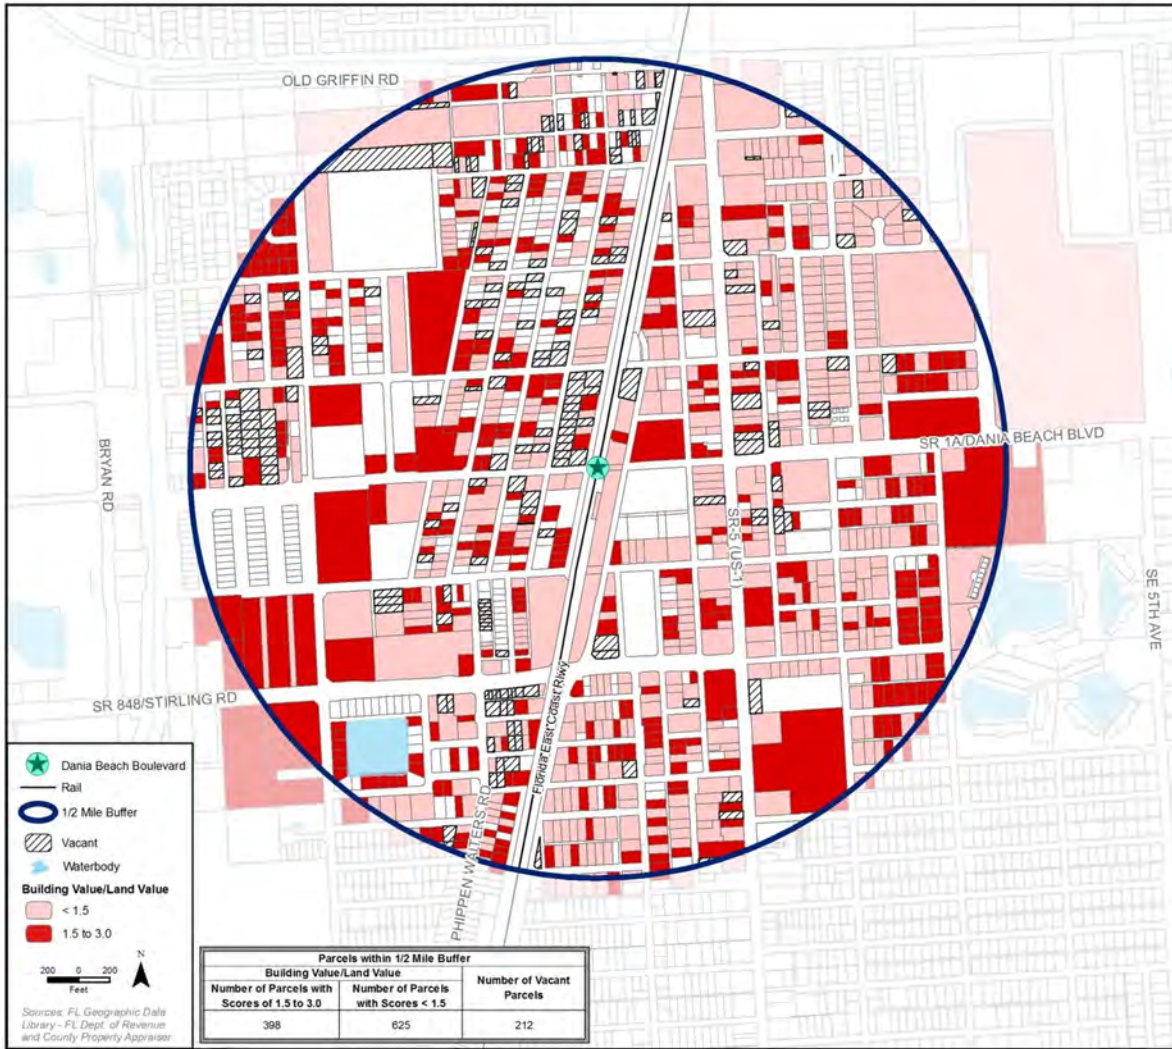 OLD GRIFFIN RD
BRYAN RD
SR 1A/DANIA BEACH BLVD
SR-5 (US-1)
SE 5TH AVE
SR 848/STIRLING RD
Florida East Coast Rlwy
PHIPPEN WAITERS RD
Dania Beach Boulevard
Rail
1/2 Mile Buffer
Vacant
Waterbody
Building Value/Land Value
< 1.5
1.5 to 3.0
N
200 0 200
Feet
Sources: FL Geographic Data
Library - FL Dept. of Revenue
and County Property Appraiser
Parcels within 1/2 Mile Buffer
Building Value/Land Value
Number of Vacant
Parcels
Number of Parcels with
Scores of 1.5 to 3.0
Number of Parcels
with Scores < 1.5
398 625 212